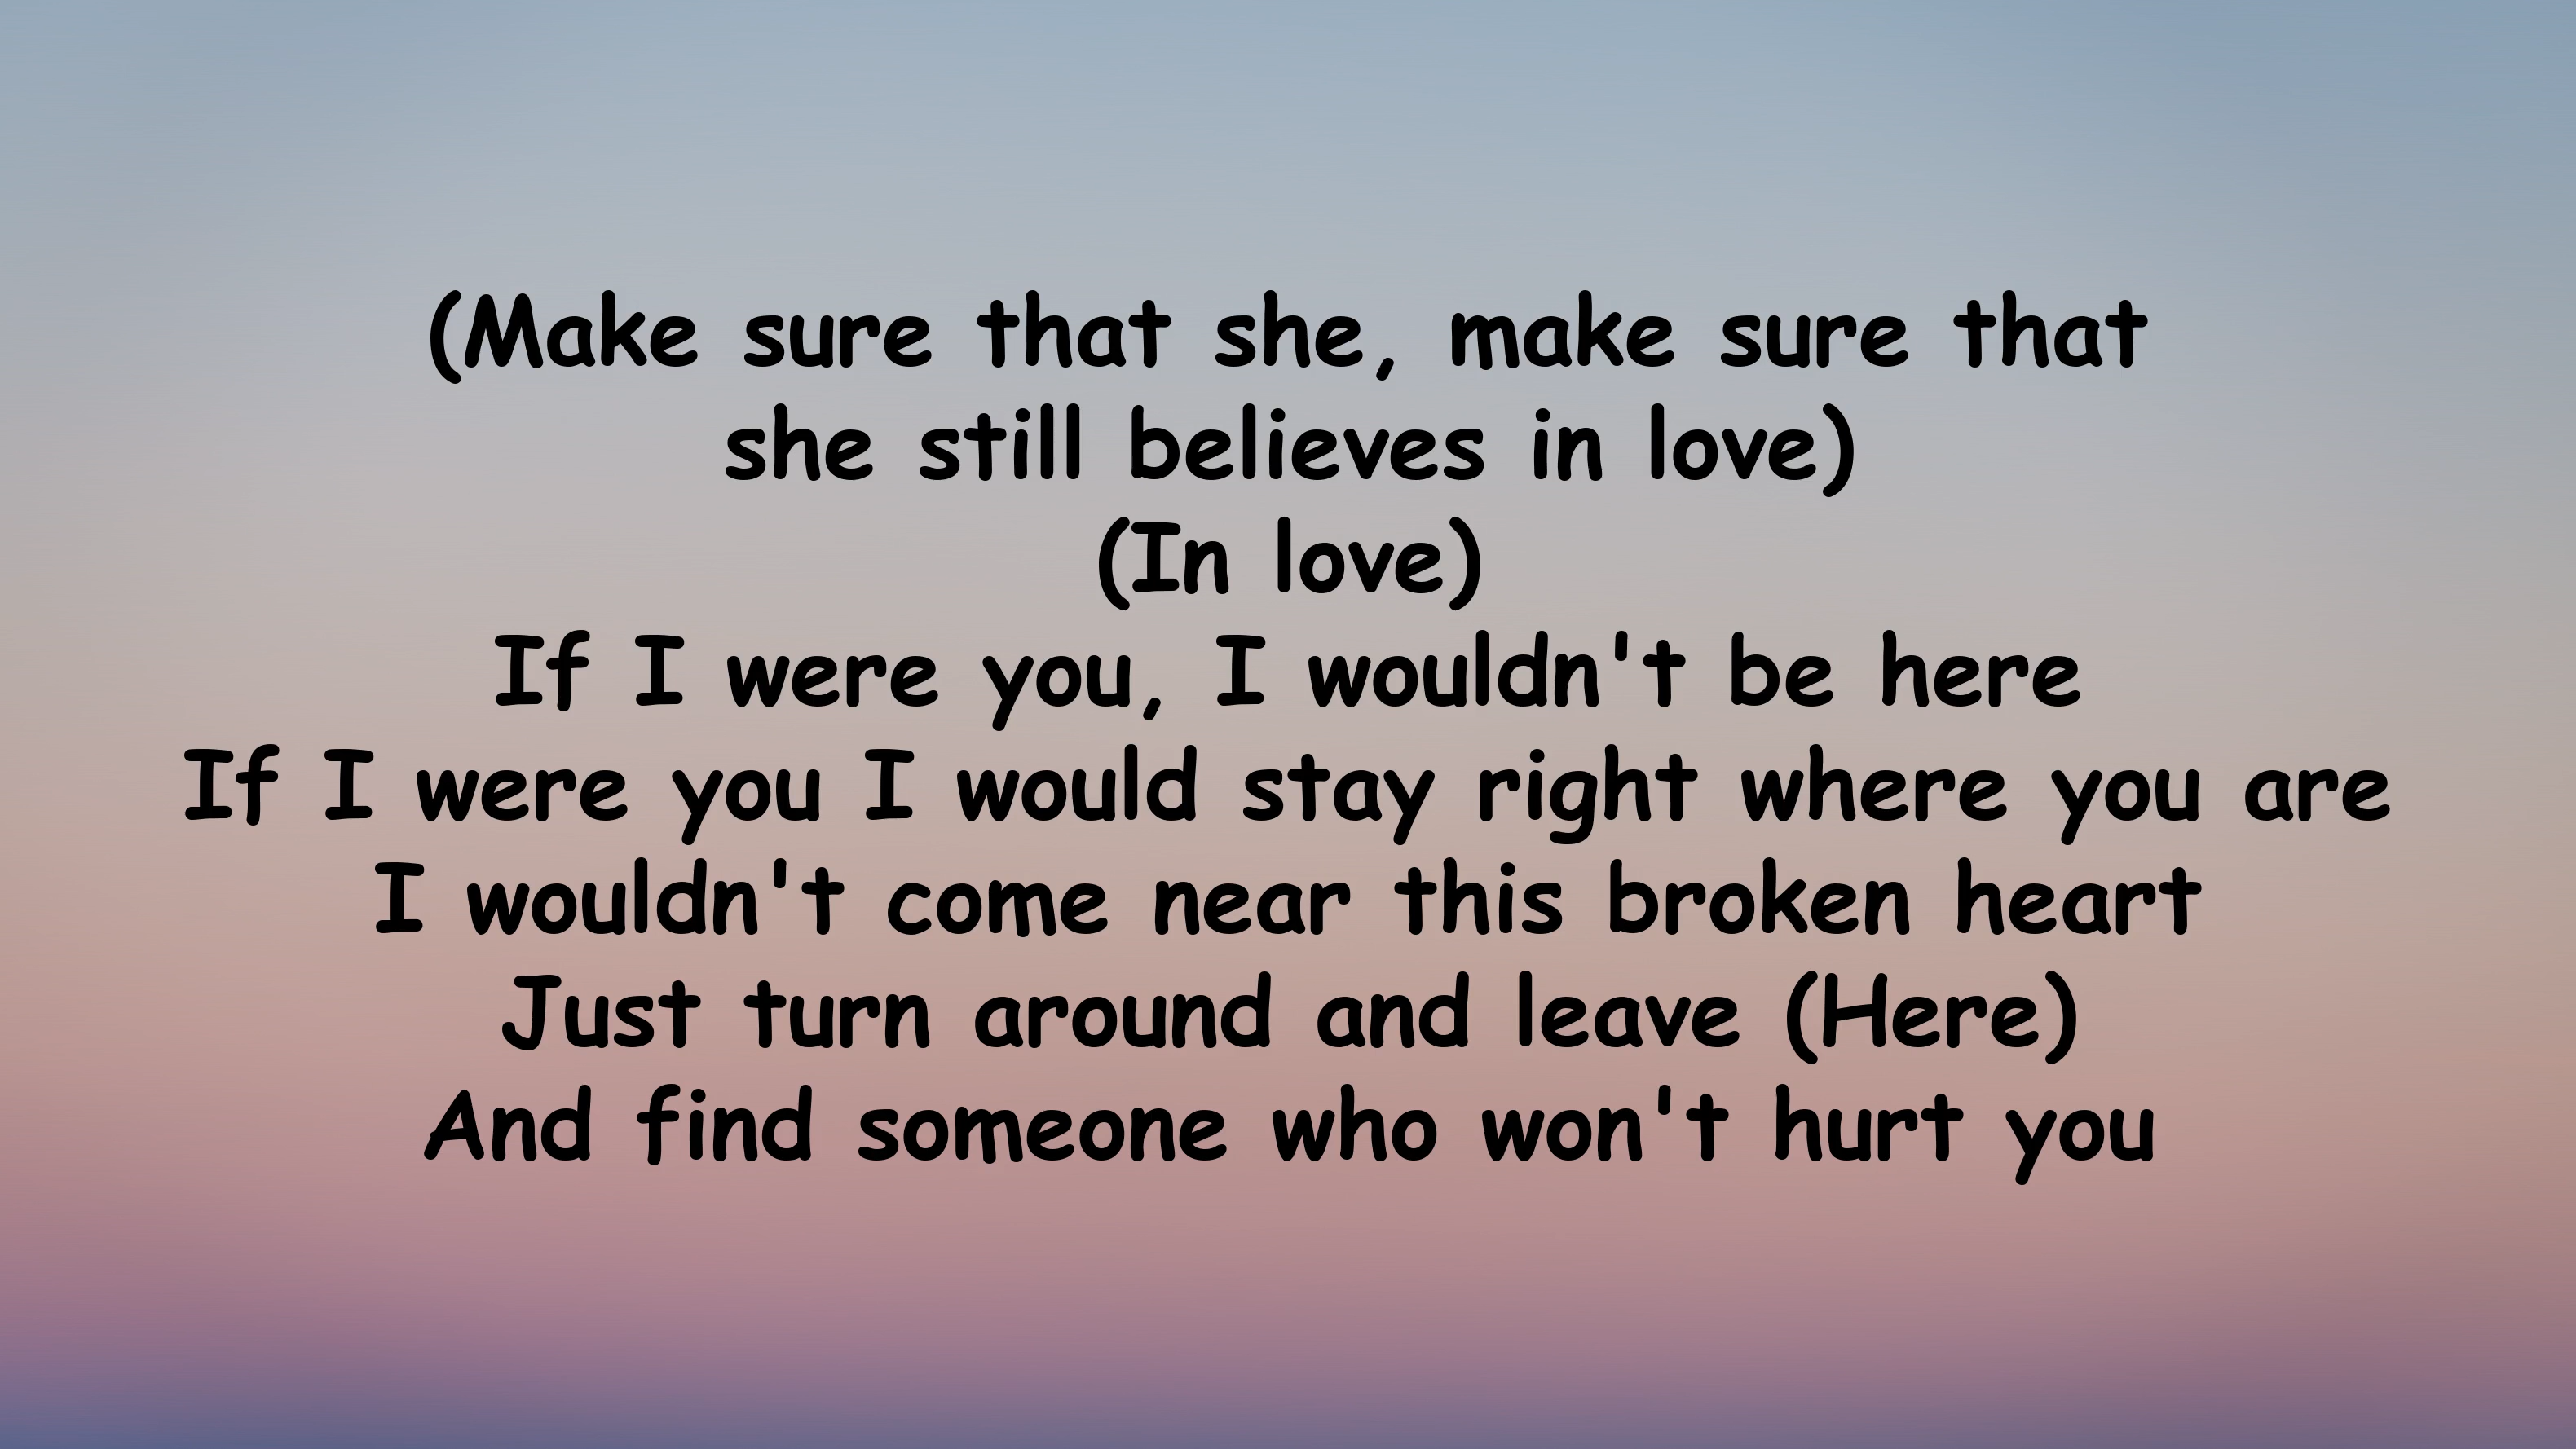 (Make sure that she, make sure that
she still believes in love)
(In love)
If I were you, I wouldn't be here
If I were you I would stay right where you are
I wouldn't come near this broken heart
Just turn around and leave (Here)
And find someone who won't hurt you